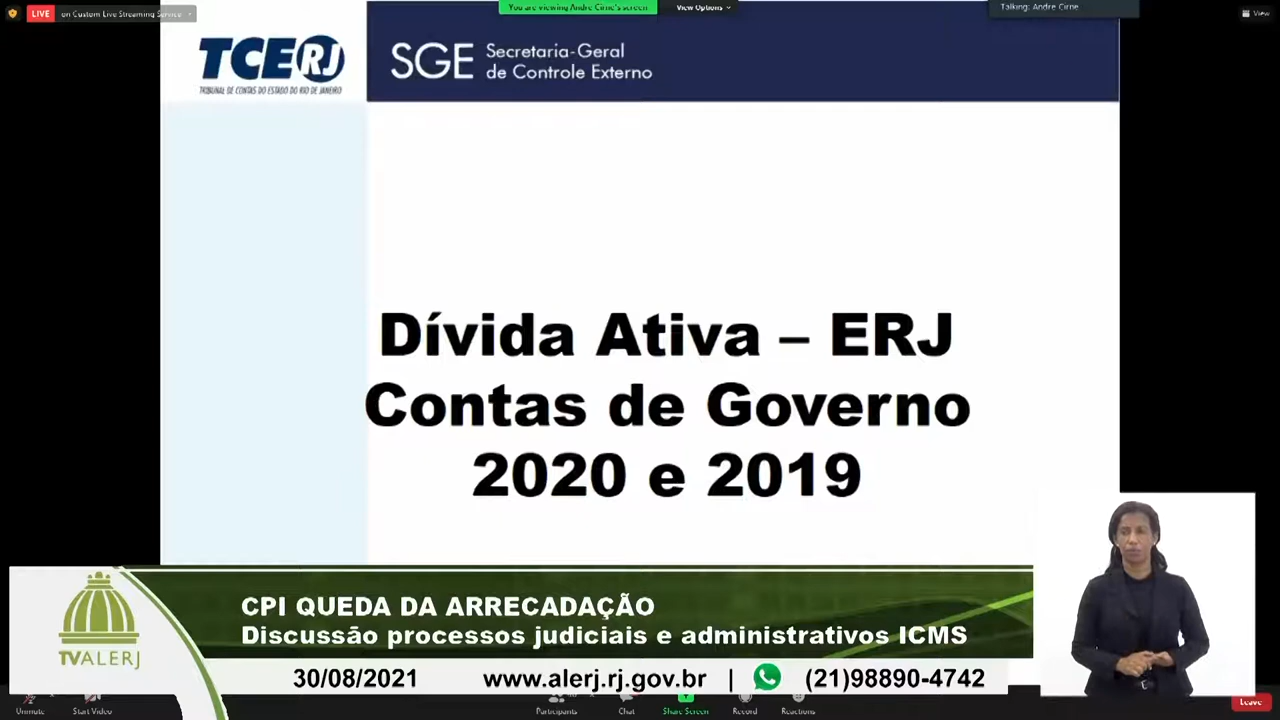 LIVE
on Custom Live Streaming Service
You are viewing Andre Cirne's screen
View Options
Talking: Andre Cirne
View
TCERJ
TRIBUNAL DE CONTAS DO ESTADO DO RIO DE JANEIRO
SGE
Secretaria-Geral
de Controle Externo
Dívida Ativa – ERJ
Contas de Governo
2020 e 2019
TVALERJ
CPI QUEDA DA ARRECADAÇÃO
Discussão processos judiciais e administrativos ICMS
30/08/2021 www.alerj.rj.gov.br | (21)98890-4742
Unmute
Start Video
Participants
Chat
Share Screen
Record
Reactions
Leave